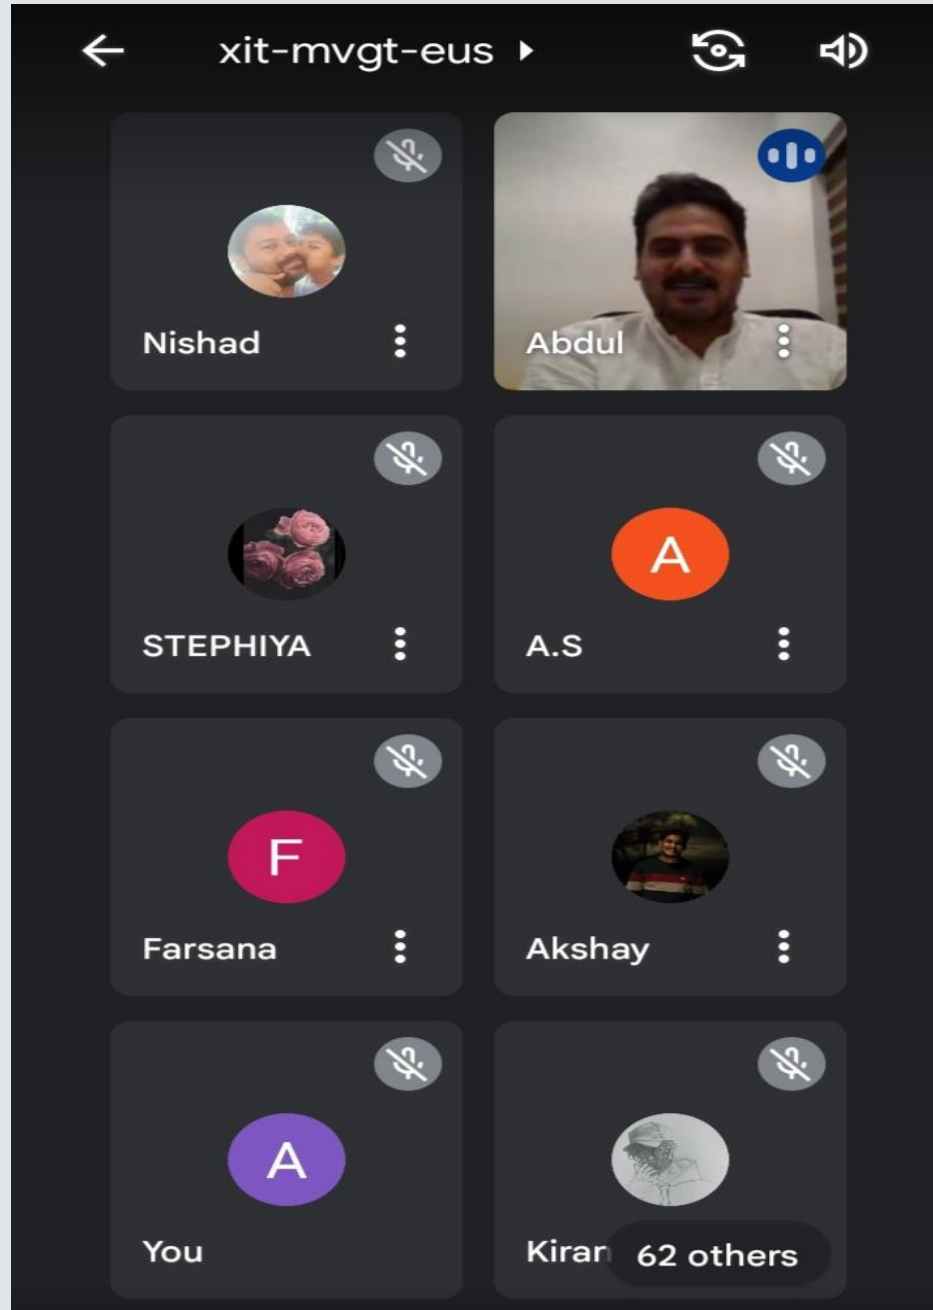 xit-mvgt-eus
Nishad
Abdul
STEPHIYA
A
A.S
F
Farsana
Akshay
A
You
Kiran
62 others